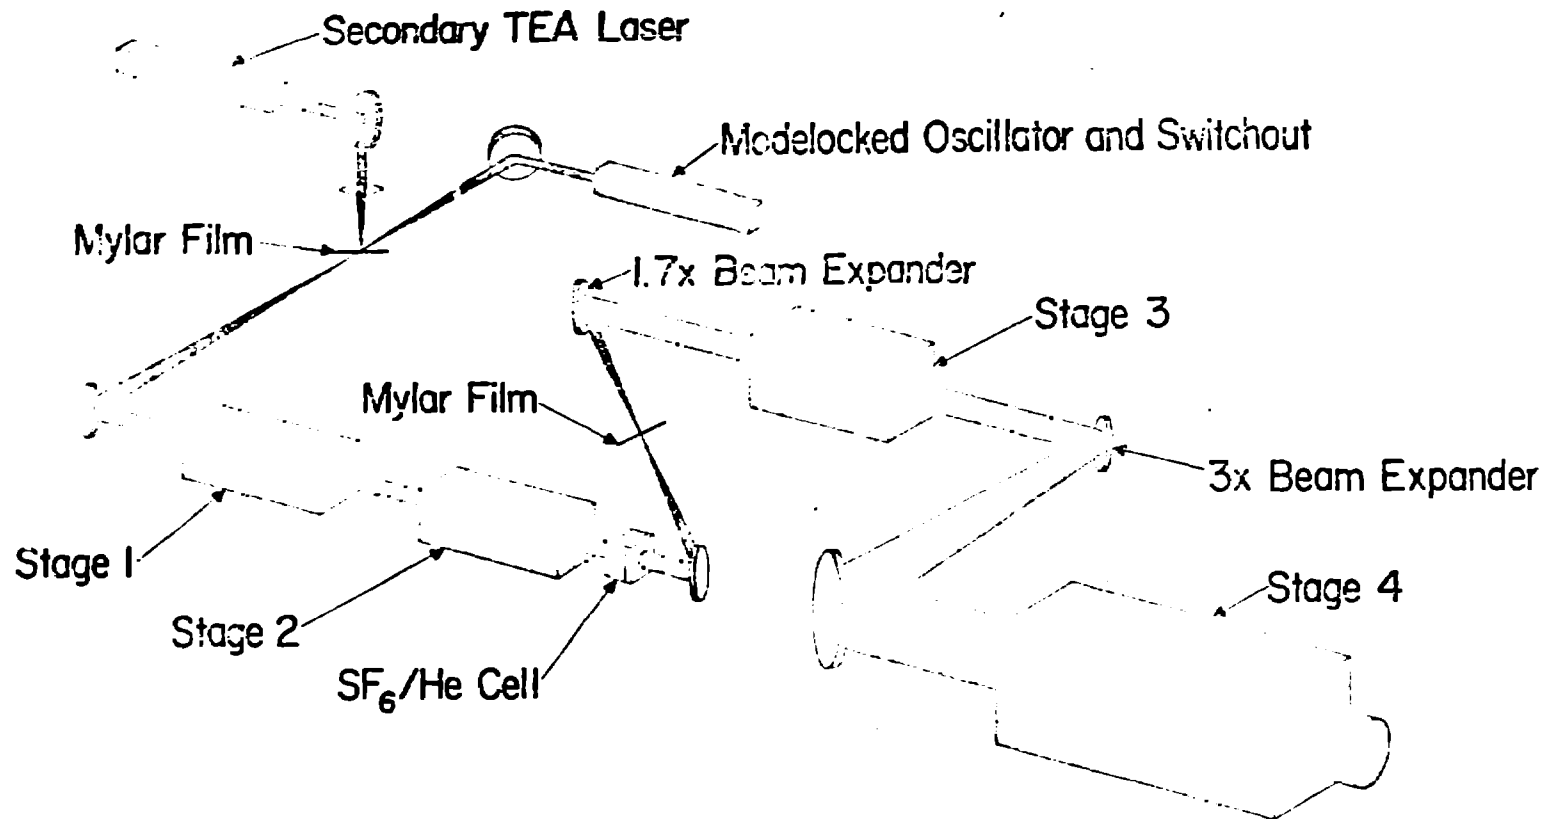 Secondary TEA Laser
Modelocked Oscillator and Switchout
Mylar Film
1.7x Beam Expander
Stage 3
Mylar Film
3x Beam Expander
Stage 1
Stage 2
Stage 4
SF₆/He Cell